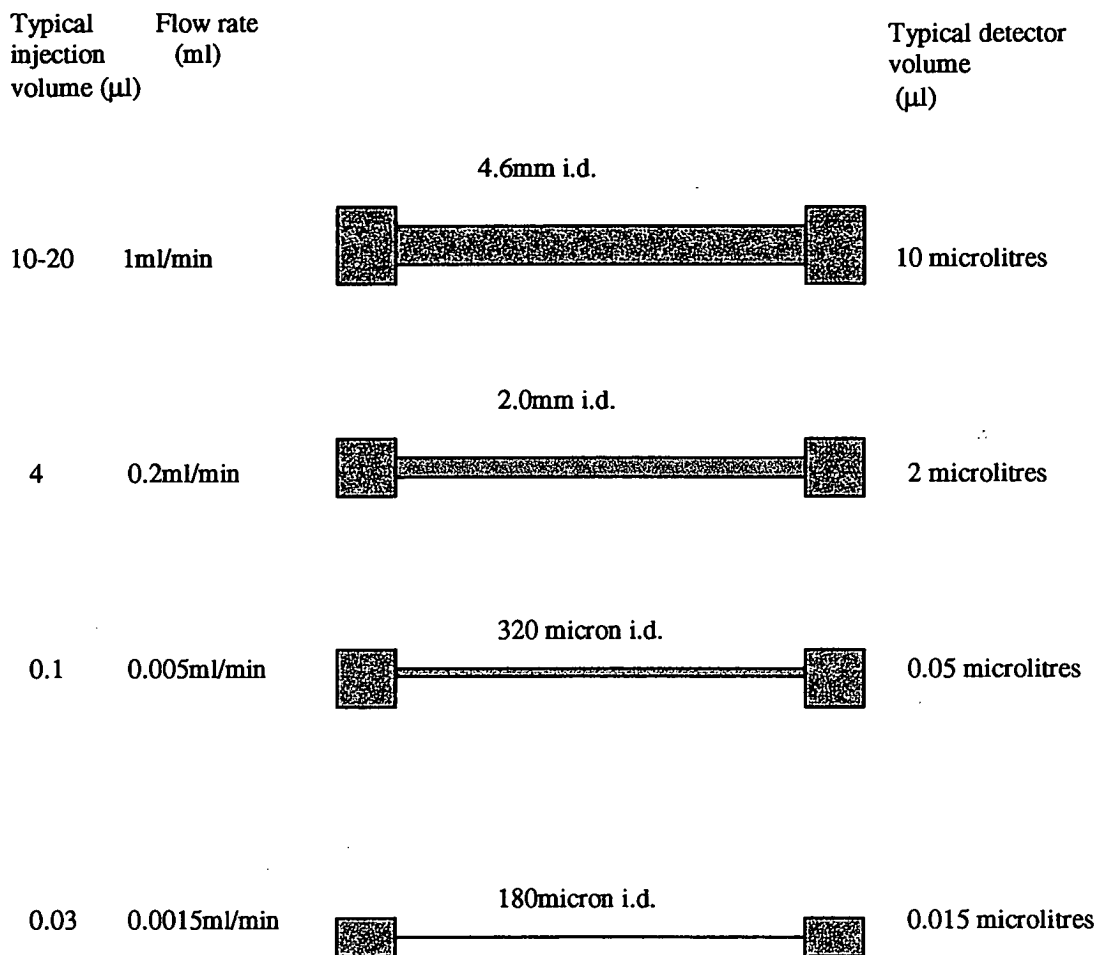 Typical injection volume (μl)
Flow rate (ml)
Typical detector volume (μl)
4.6mm i.d.
10-20 1ml/min 10 microlitres
2.0mm i.d.
4 0.2ml/min 2 microlitres
320 micron i.d.
0.1 0.005ml/min 0.05 microlitres
180micron i.d.
0.03 0.0015ml/min 0.015 microlitres